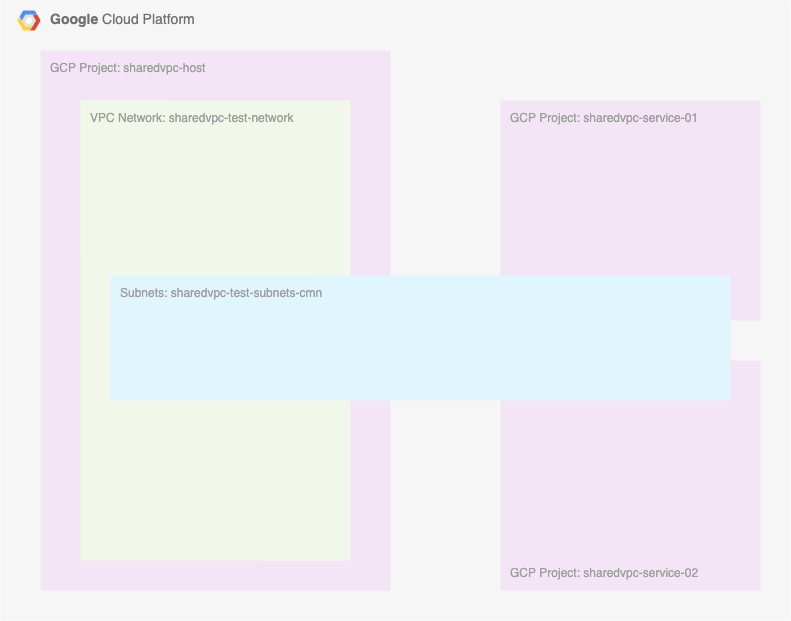 Google Cloud Platform
GCP Project: sharedvpc-host
VPC Network: sharedvpc-test-network
GCP Project: sharedvpc-service-01
Subnets: sharedvpc-test-subnets-cmn
GCP Project: sharedvpc-service-02